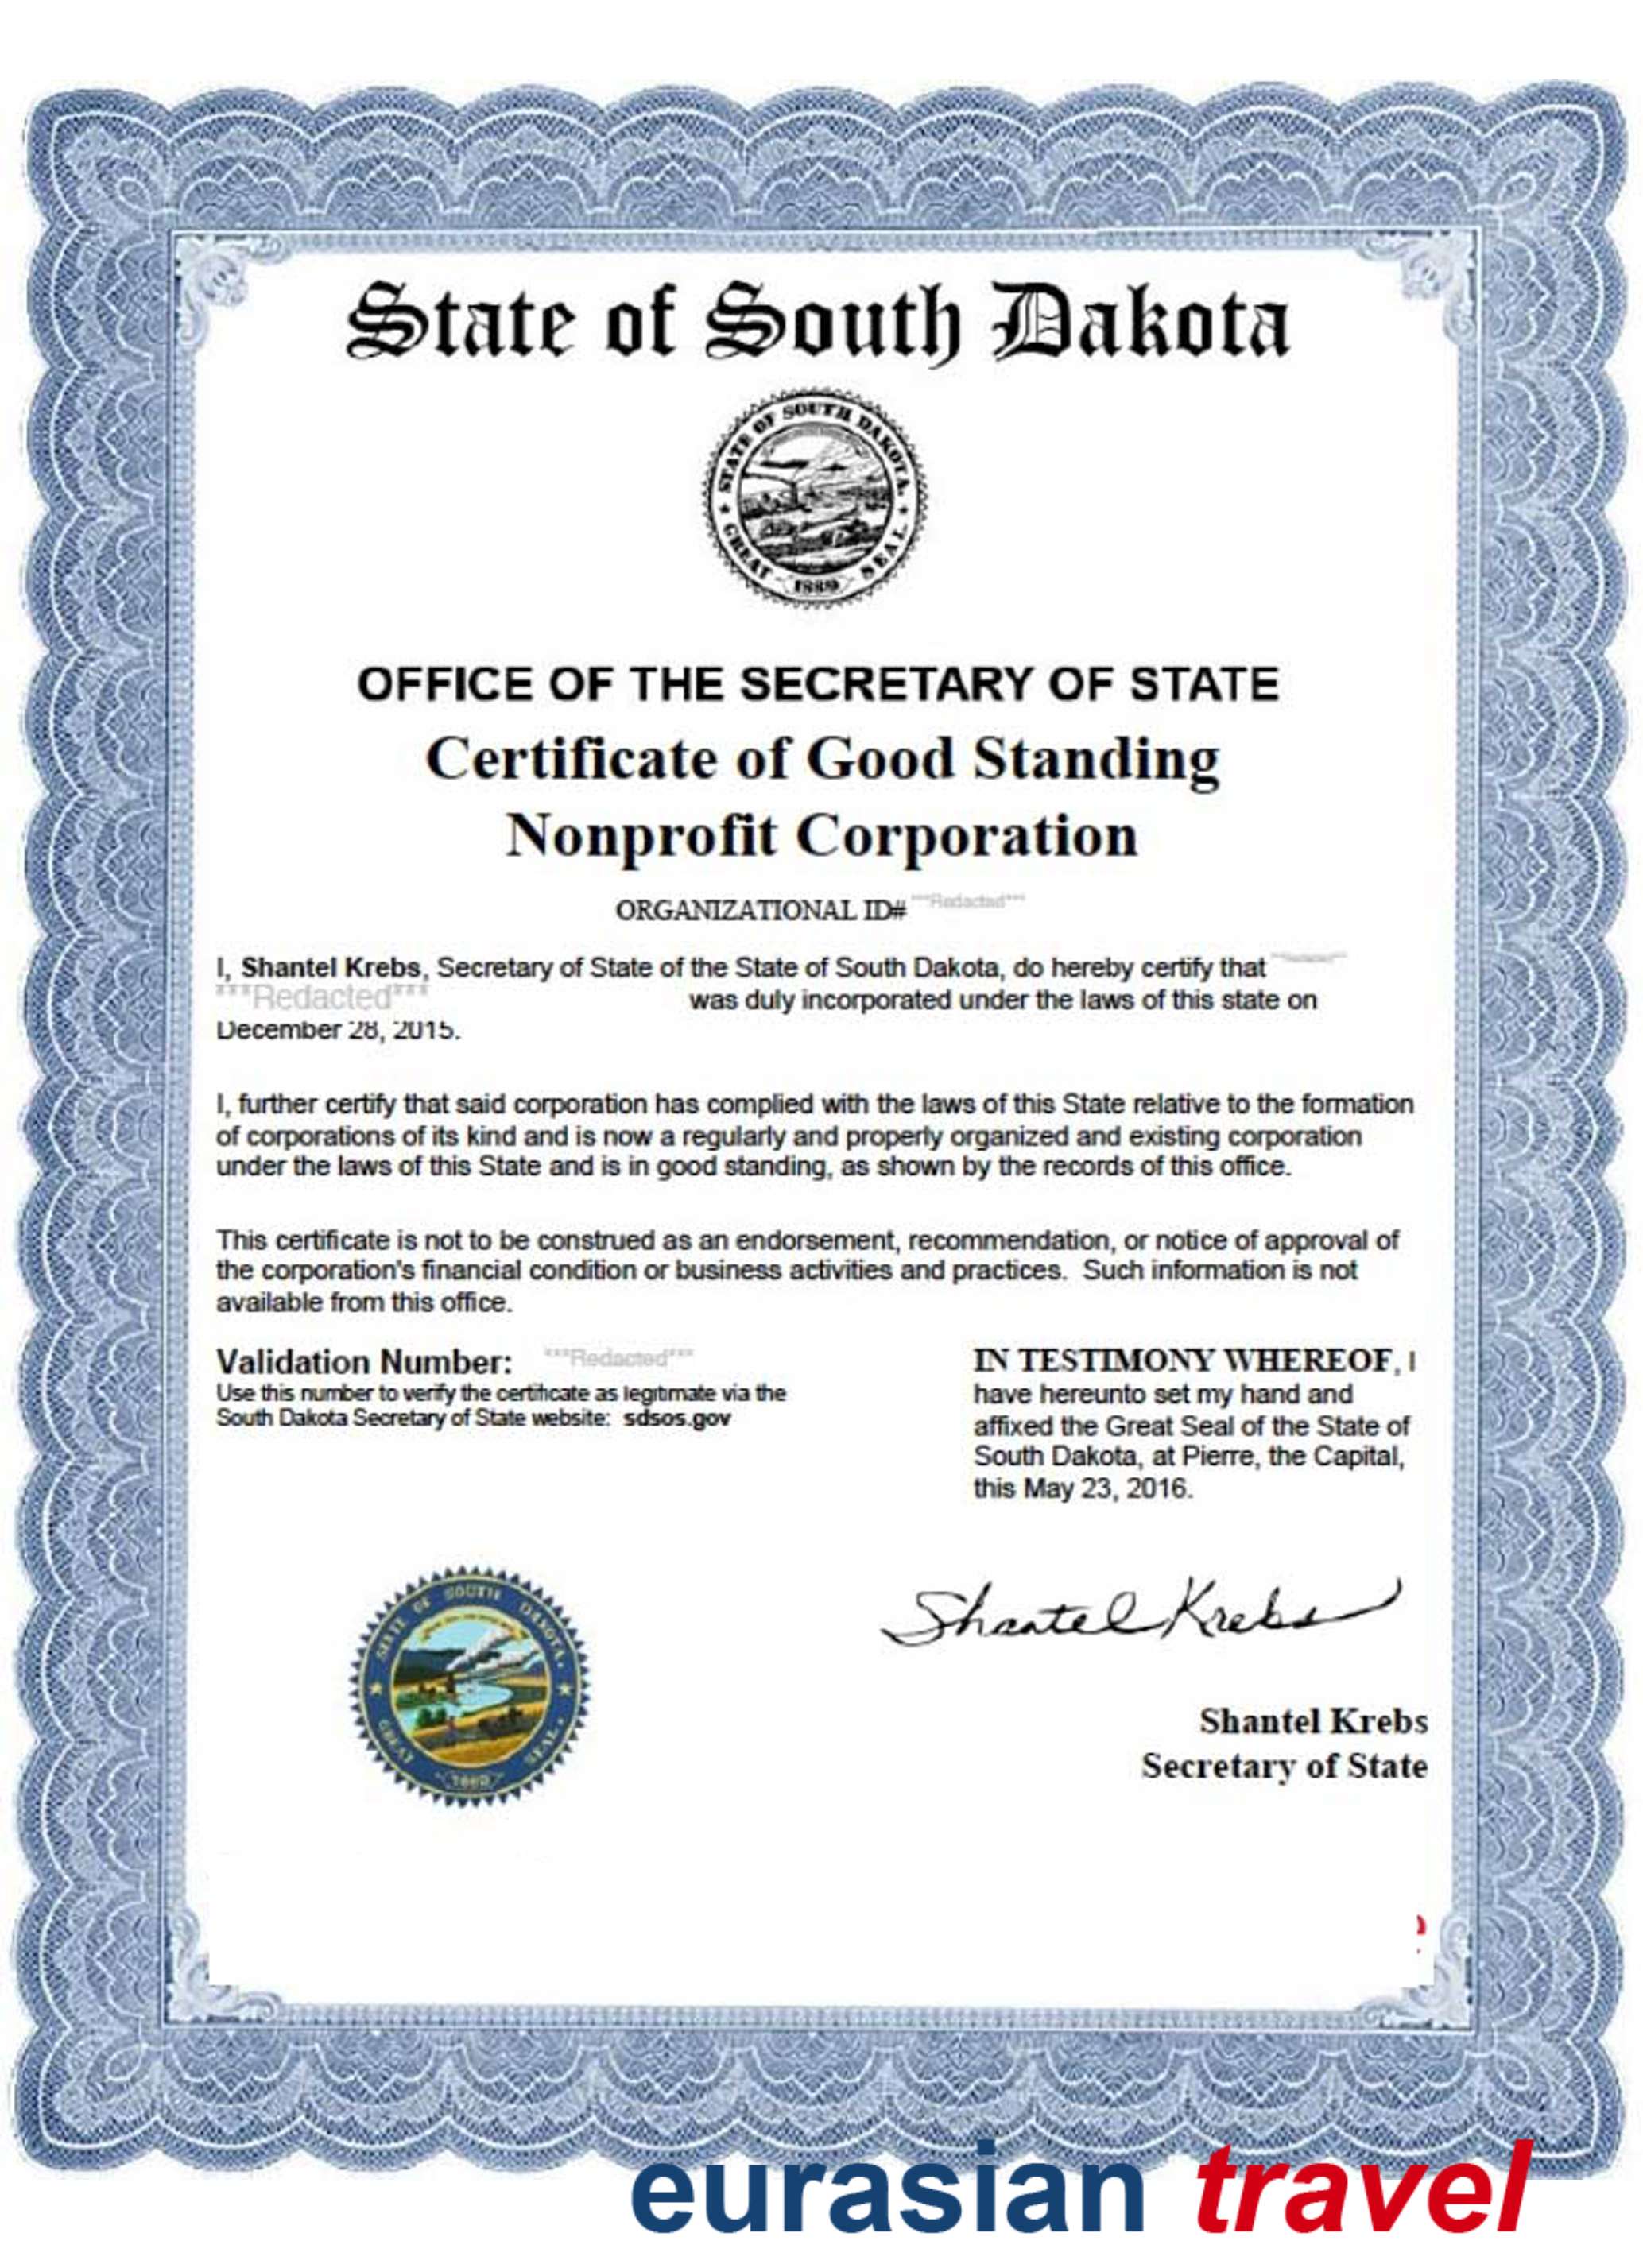 State of South Dakota
STATE OF SOUTH DAKOTA.
GREAT SEAL
1889
OFFICE OF THE SECRETARY OF STATE
Certificate of Good Standing
Nonprofit Corporation
ORGANIZATIONAL ID# ***Redacted***
I, Shantel Krebs, Secretary of State of the State of South Dakota, do hereby certify that
***Redacted*** was duly incorporated under the laws of this state on
December 28, 2015.
I, further certify that said corporation has complied with the laws of this State relative to the formation
of corporations of its kind and is now a regularly and properly organized and existing corporation
under the laws of this State and is in good standing, as shown by the records of this office.
This certificate is not to be construed as an endorsement, recommendation, or notice of approval of
the corporation's financial condition or business activities and practices.  Such information is not
available from this office.
Validation Number: ***Redacted***
Use this number to verify the certificate as legitimate via the
South Dakota Secretary of State website: sdsos.gov
IN TESTIMONY WHEREOF, I
have hereunto set my hand and
affixed the Great Seal of the State of
South Dakota, at Pierre, the Capital,
this May 23, 2016.
STATE OF SOUTH DAKOTA.
GREAT SEAL.
1889
Shantel Krebs
Shantel Krebs
Secretary of State
eurasian travel